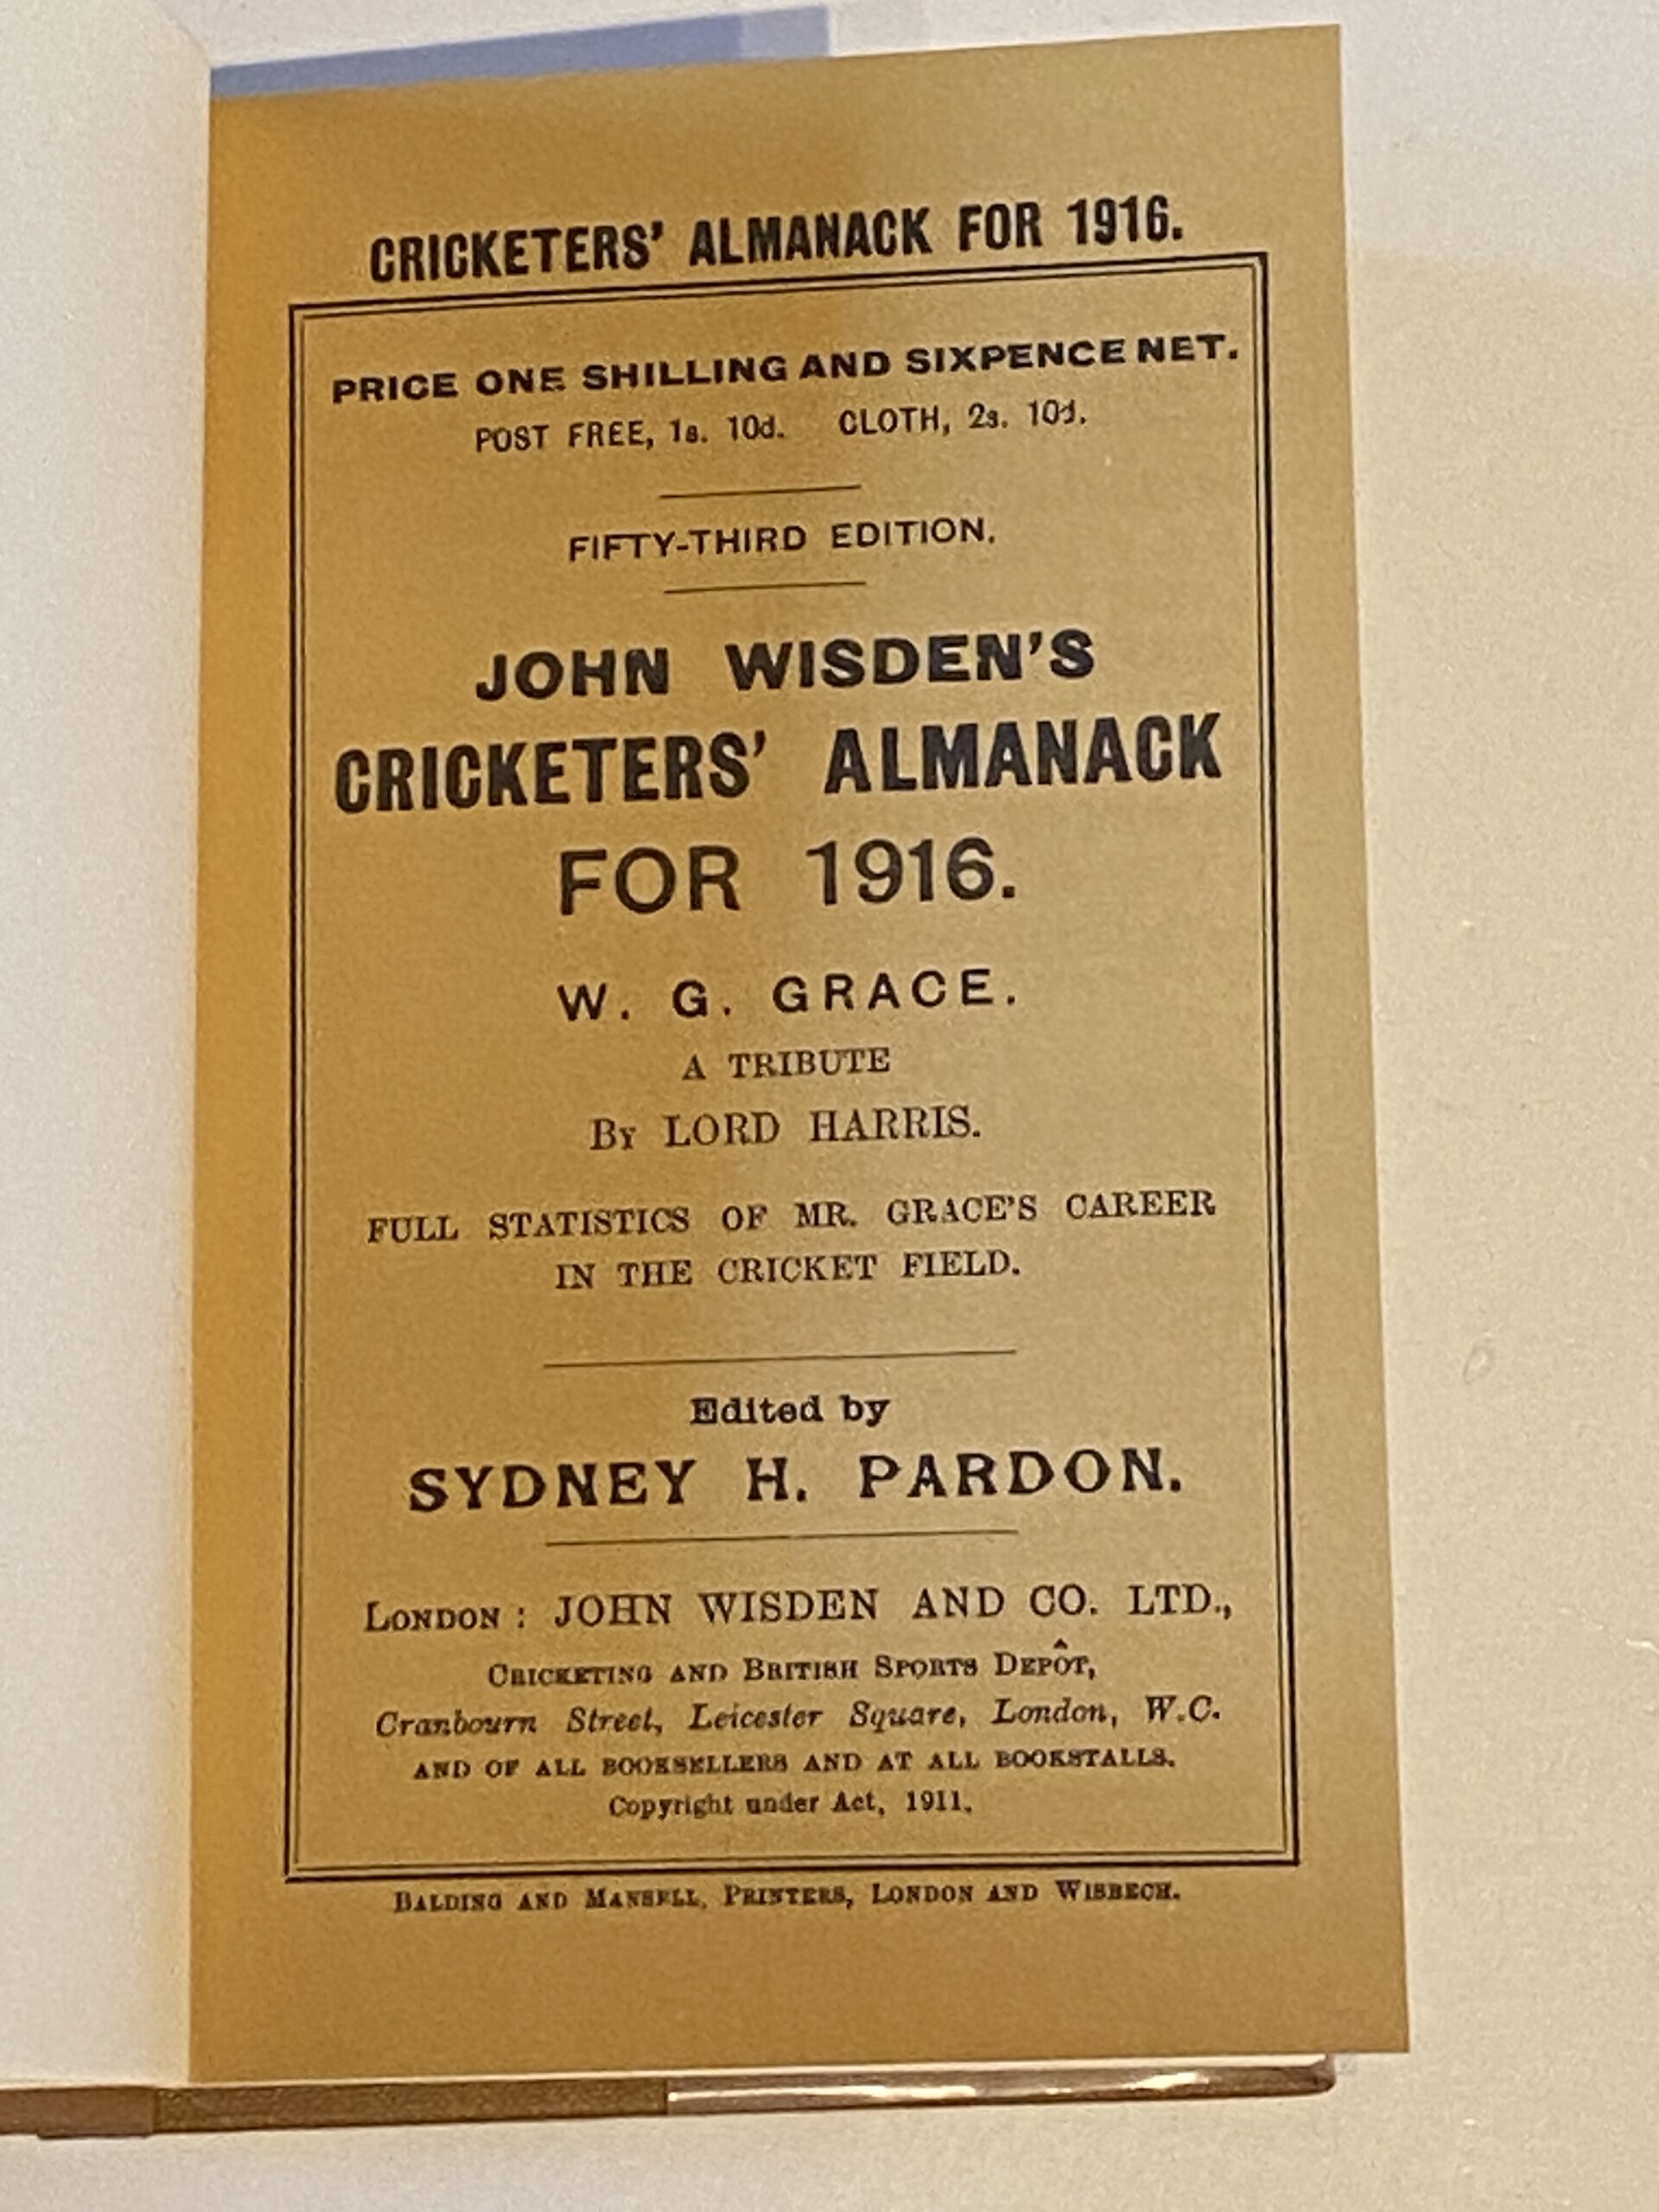 CRICKETERS' ALMANACK FOR 1916.
PRICE ONE SHILLING AND SIXPENCE NET.
POST FREE, 1s. 10d. CLOTH, 2s. 10d.
FIFTY-THIRD EDITION.
JOHN WISDEN'S
CRICKETERS' ALMANACK
FOR 1916.
W. G. GRACE.
A TRIBUTE
By LORD HARRIS.
FULL STATISTICS OF MR. GRACE'S CAREER
IN THE CRICKET FIELD.
Edited by
SYDNEY H. PARDON.
LONDON: JOHN WISDEN AND CO. LTD.,
CRICKETING AND BRITISH SPORTS DEPÔT,
Cranbourn Street, Leicester Square, London, W.C.
AND OF ALL BOOKSELLERS AND AT ALL BOOKSTALLS.
Copyright under Act, 1911.
BALDING AND MANSELL, PRINTERS, LONDON AND WISBECH.